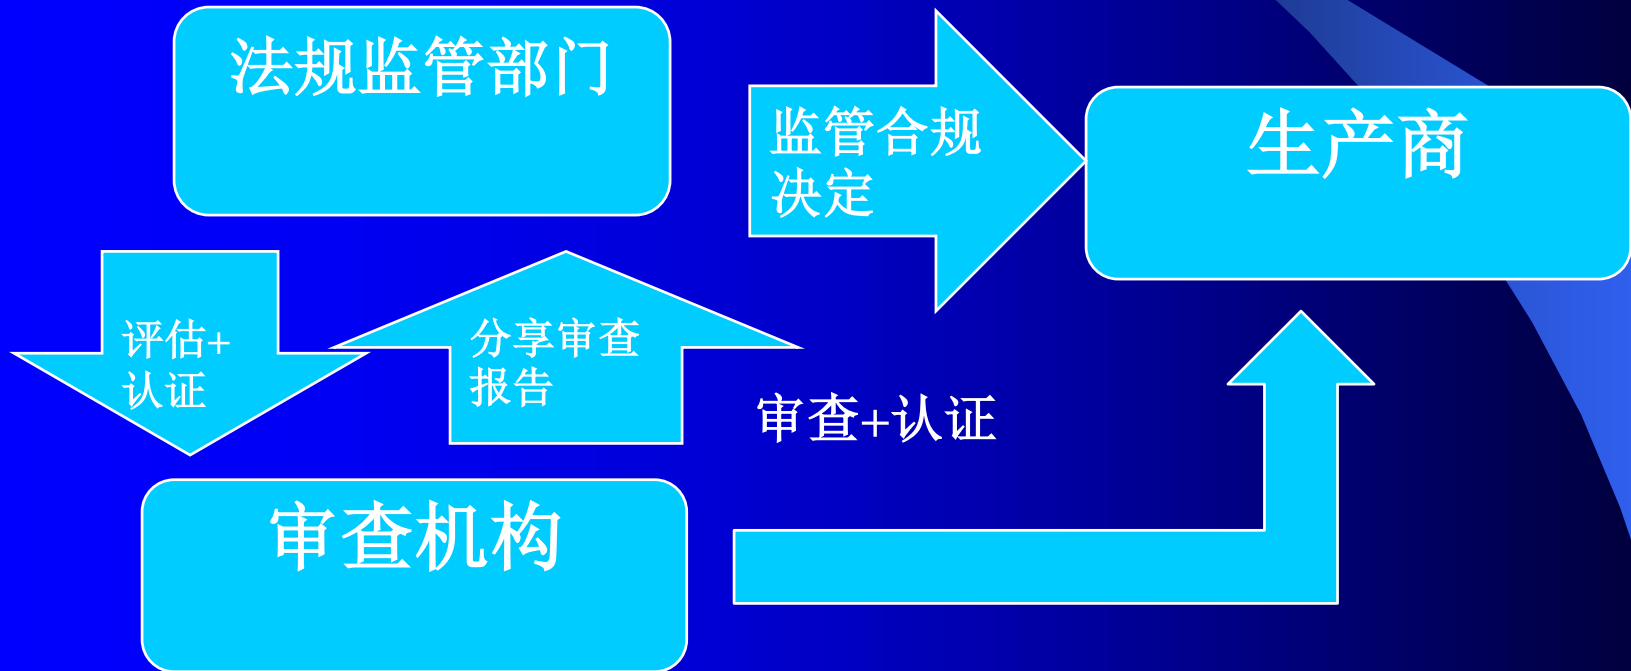 法规监管部门
监管合规
决定
生产商
评估+
认证
分享审查
报告
审查+认证
审查机构